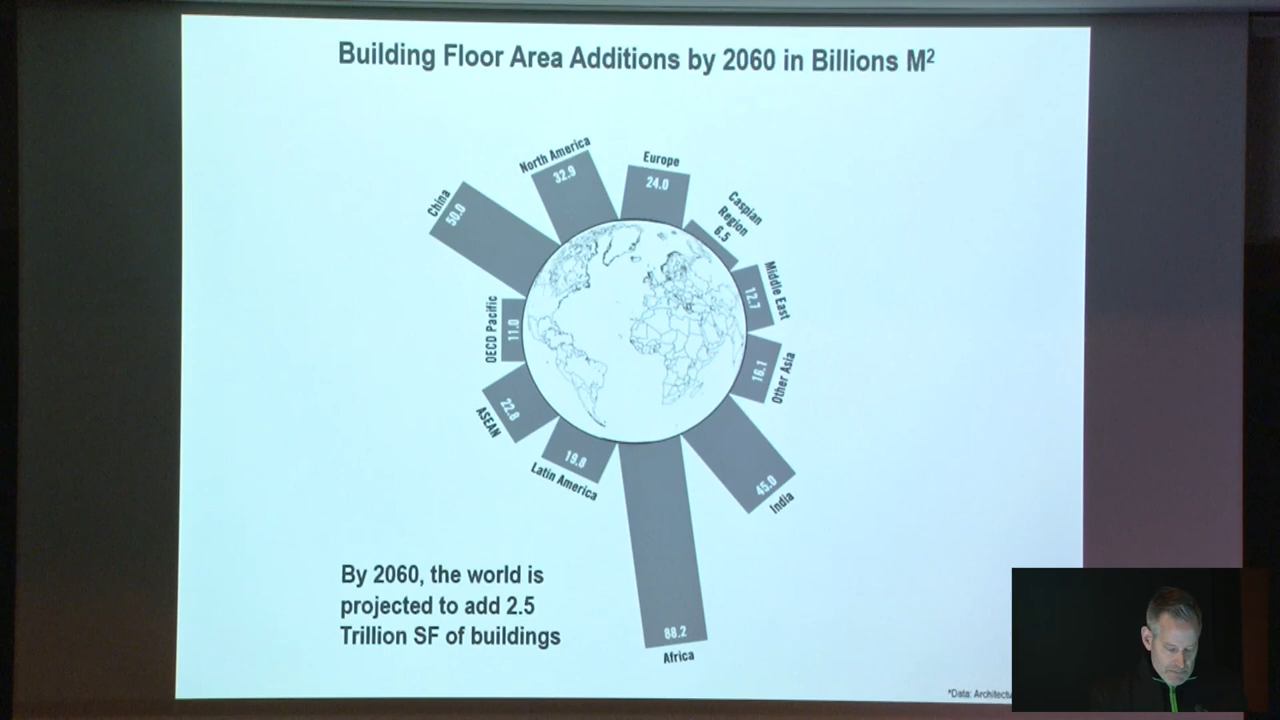 Building Floor Area Additions by 2060 in Billions M²
North America
32.9
Europe
24.0
China
50.0
Caspian
Region
6.5
Middle East
12.7
OECD Pacific
11.0
Other Asia
16.1
ASEAN
22.8
Latin America
19.8
India
45.0
Africa
88.2
By 2060, the world is
projected to add 2.5
Trillion SF of buildings
*Data: